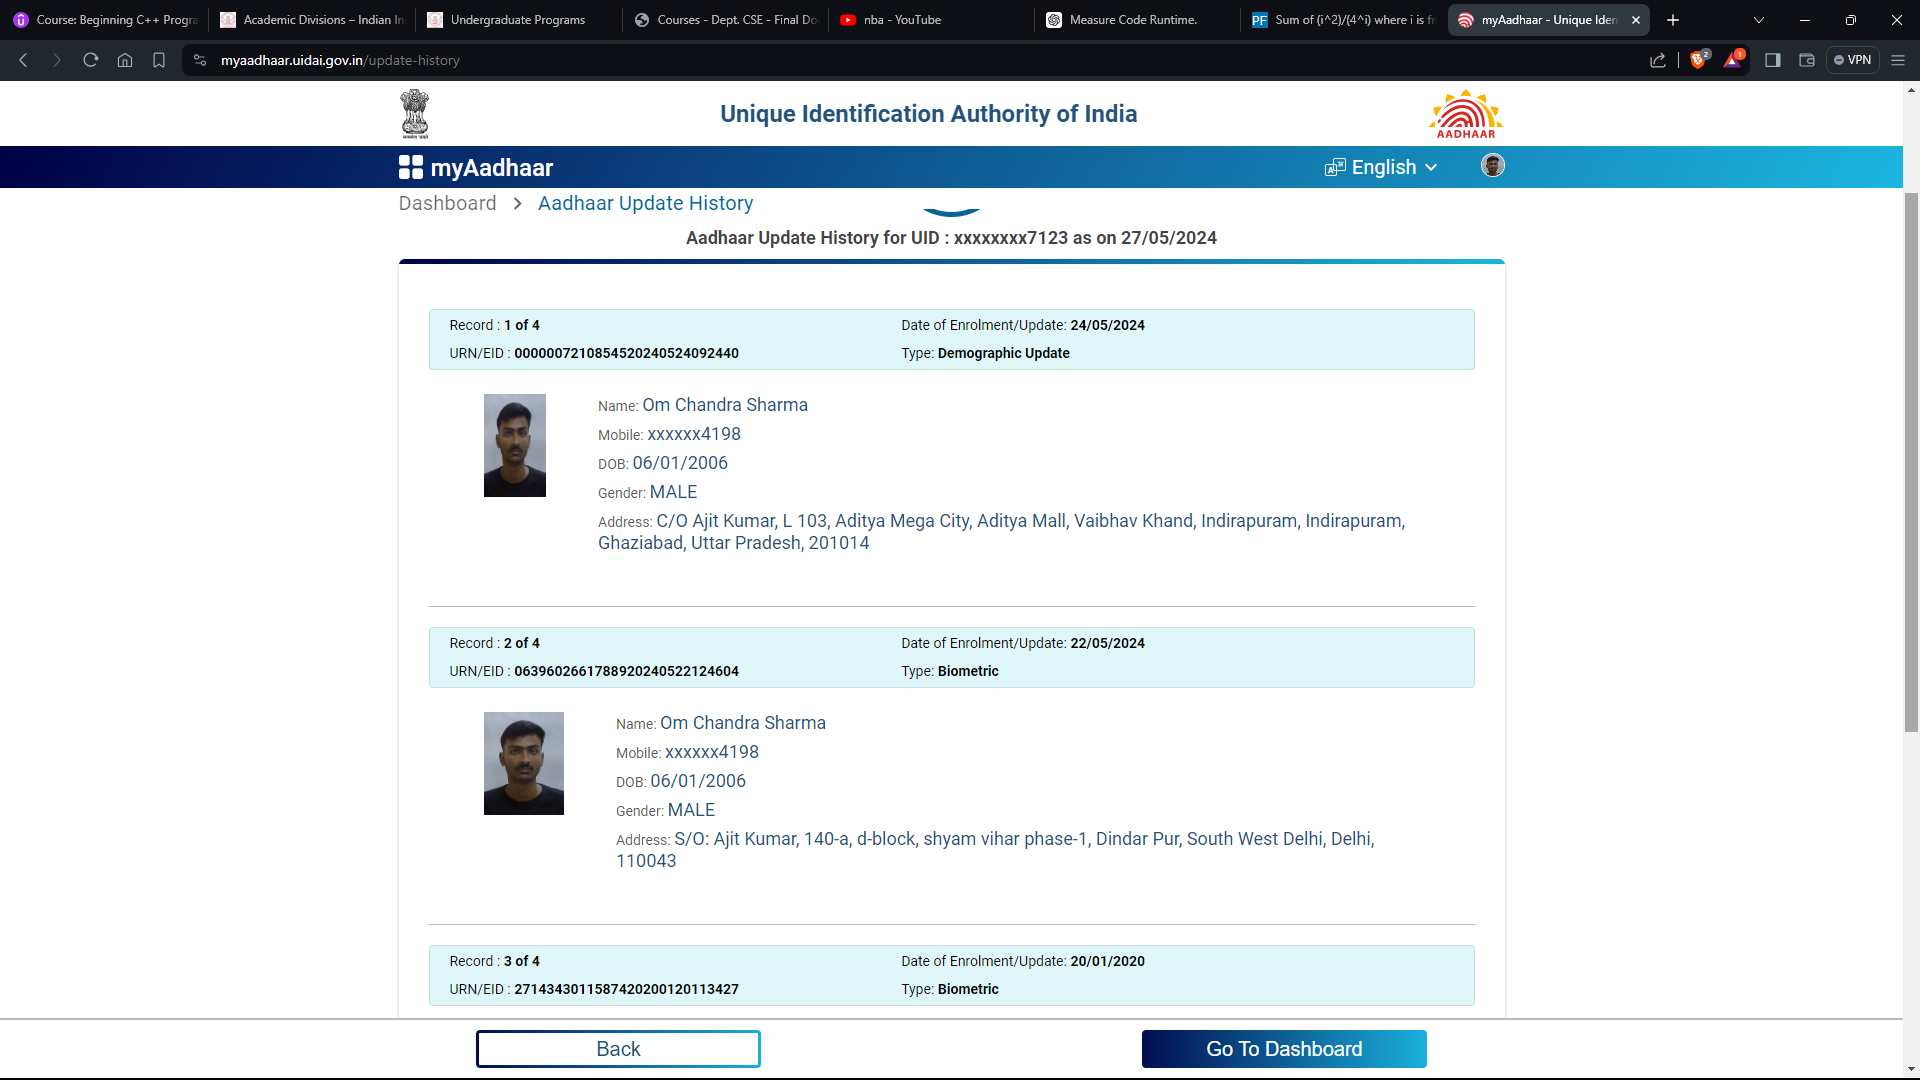 Course: Beginning C++ Progra
Academic Divisions – Indian In
Undergraduate Programs
Courses - Dept. CSE - Final Do
nba - YouTube
Measure Code Runtime.
PF Sum of (i^2)/(4^i) where i is fr
myAadhaar - Unique Iden
myaadhaar.uidai.gov.in/update-history
2
1
VPN
Unique Identification Authority of India
AADHAAR
myAadhaar
English
Dashboard > Aadhaar Update History
Aadhaar Update History for UID : xxxxxxxx7123 as on 27/05/2024
Record : 1 of 4
Date of Enrolment/Update: 24/05/2024
URN/EID : 0000007210854520240524092440
Type: Demographic Update
Name: Om Chandra Sharma
Mobile: xxxxxx4198
DOB: 06/01/2006
Gender: MALE
Address: C/O Ajit Kumar, L 103, Aditya Mega City, Aditya Mall, Vaibhav Khand, Indirapuram, Indirapuram,
Ghaziabad, Uttar Pradesh, 201014
Record : 2 of 4
Date of Enrolment/Update: 22/05/2024
URN/EID : 0639602661788920240522124604
Type: Biometric
Name: Om Chandra Sharma
Mobile: xxxxxx4198
DOB: 06/01/2006
Gender: MALE
Address: S/O: Ajit Kumar, 140-a, d-block, shyam vihar phase-1, Dindar Pur, South West Delhi, Delhi,
110043
Record : 3 of 4
Date of Enrolment/Update: 20/01/2020
URN/EID : 2714343011587420200120113427
Type: Biometric
Back
Go To Dashboard